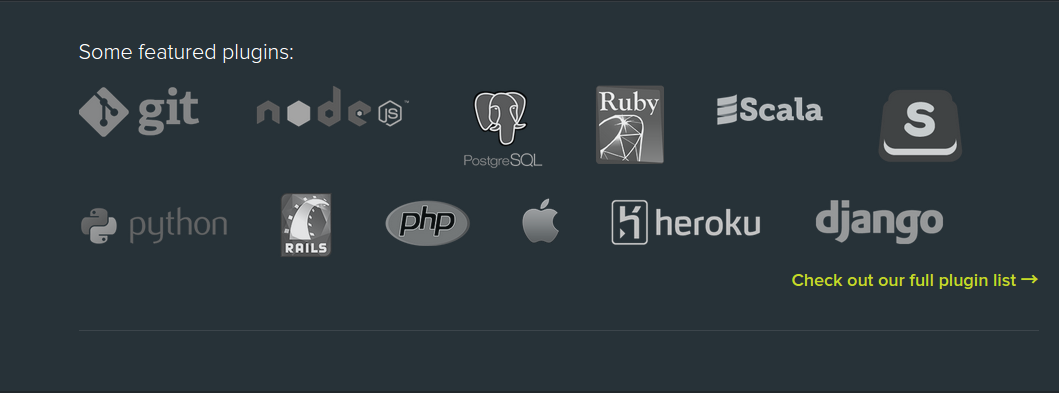 Some featured plugins:
git node JS ™ PostgreSQL Ruby Scala S
python RAILS php heroku django
Check out our full plugin list →